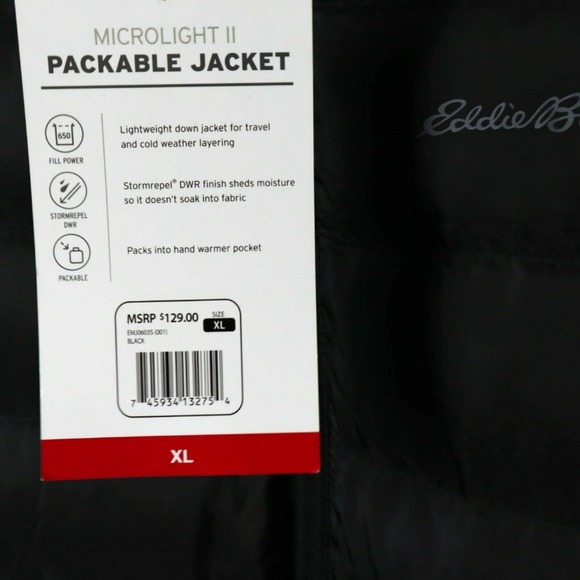 MICROLIGHT II
PACKABLE JACKET
Eddie B
650
FILL POWER
Lightweight down jacket for travel
and cold weather layering
STORMREPEL
DWR
Stormrepel® DWR finish sheds moisture
so it doesn't soak into fabric
PACKABLE
Packs into hand warmer pocket
MSRP $129.00
SIZE
XL
EMJ06035 (001)
BLACK
7 45934 13275 4
XL